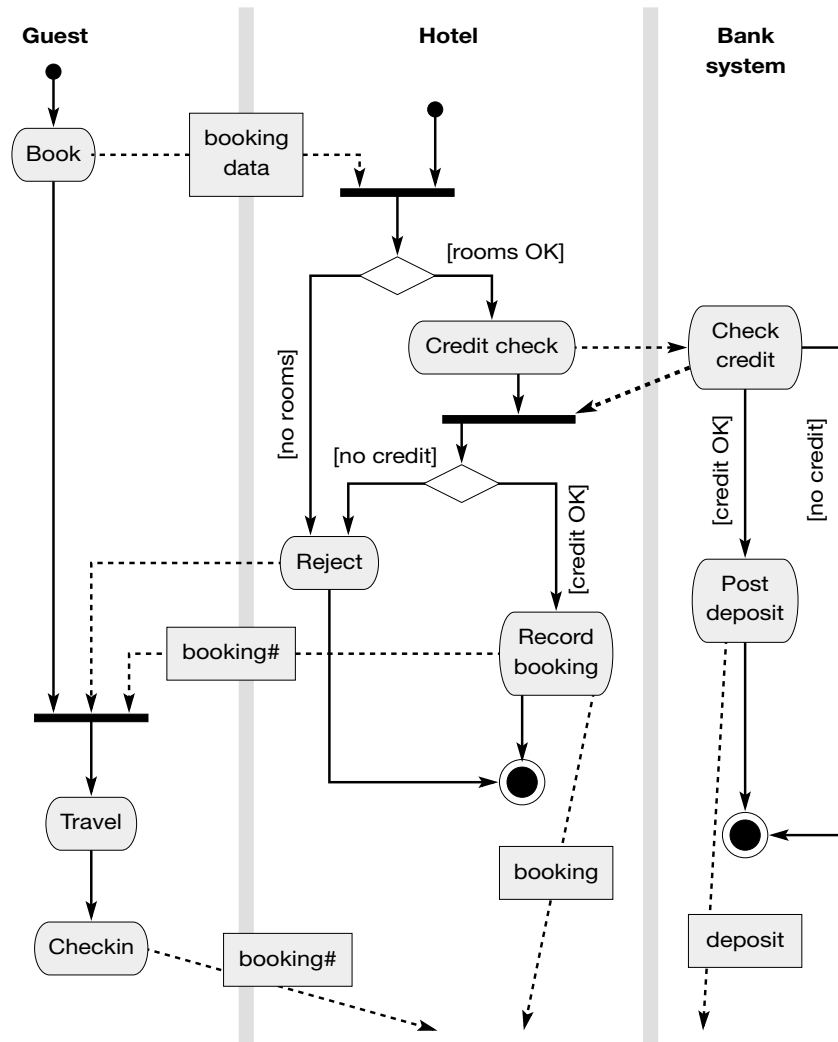 Guest
Hotel
Bank
system
Book
booking
data
[rooms OK]
Credit check
Check
credit
[no rooms]
[no credit]
[credit OK]
[credit OK]
[no credit]
Reject
Post
deposit
booking#
Record
booking
Travel
booking
Checkin
booking#
deposit